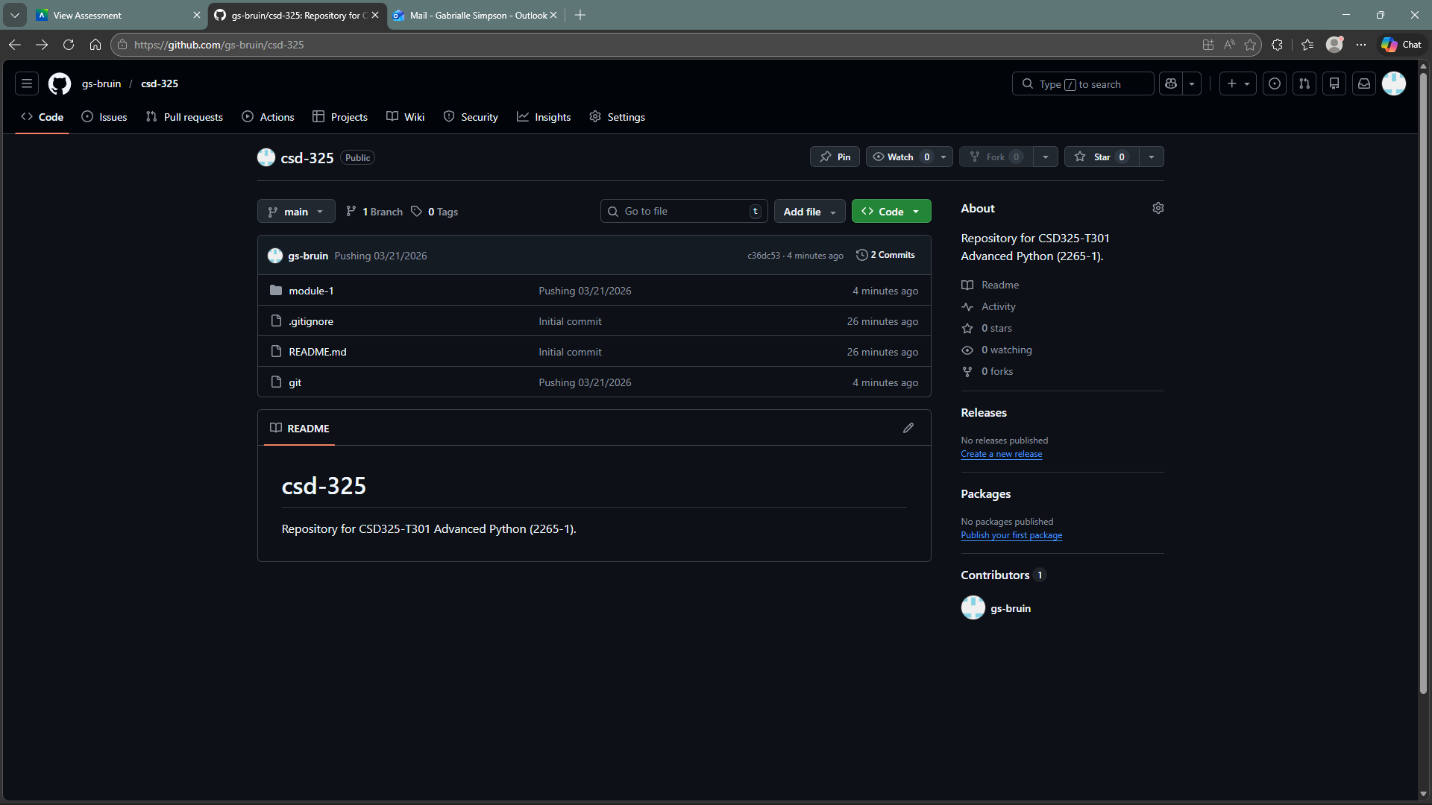 View Assessment
gs-bruin/csd-325: Repository for C
Mail - Gabrielle Simpson - Outlook
https://github.com/gs-bruin/csd-325
Chat
gs-bruin / csd-325
Type / to search
Code Issues Pull requests Actions Projects Wiki Security Insights Settings
csd-325 Public
Pin Watch 0 Fork 0 Star 0
main 1 Branch 0 Tags Go to file t Add file Code
gs-bruin Pushing 03/21/2026 c36dc53 · 4 minutes ago 2 Commits
module-1 Pushing 03/21/2026 4 minutes ago
.gitignore Initial commit 26 minutes ago
README.md Initial commit 26 minutes ago
git Pushing 03/21/2026 4 minutes ago
README
csd-325
Repository for CSD325-T301 Advanced Python (2265-1).
About
Repository for CSD325-T301
Advanced Python (2265-1).
Readme
Activity
0 stars
0 watching
0 forks
Releases
No releases published
Create a new release
Packages
No packages published
Publish your first package
Contributors 1
gs-bruin